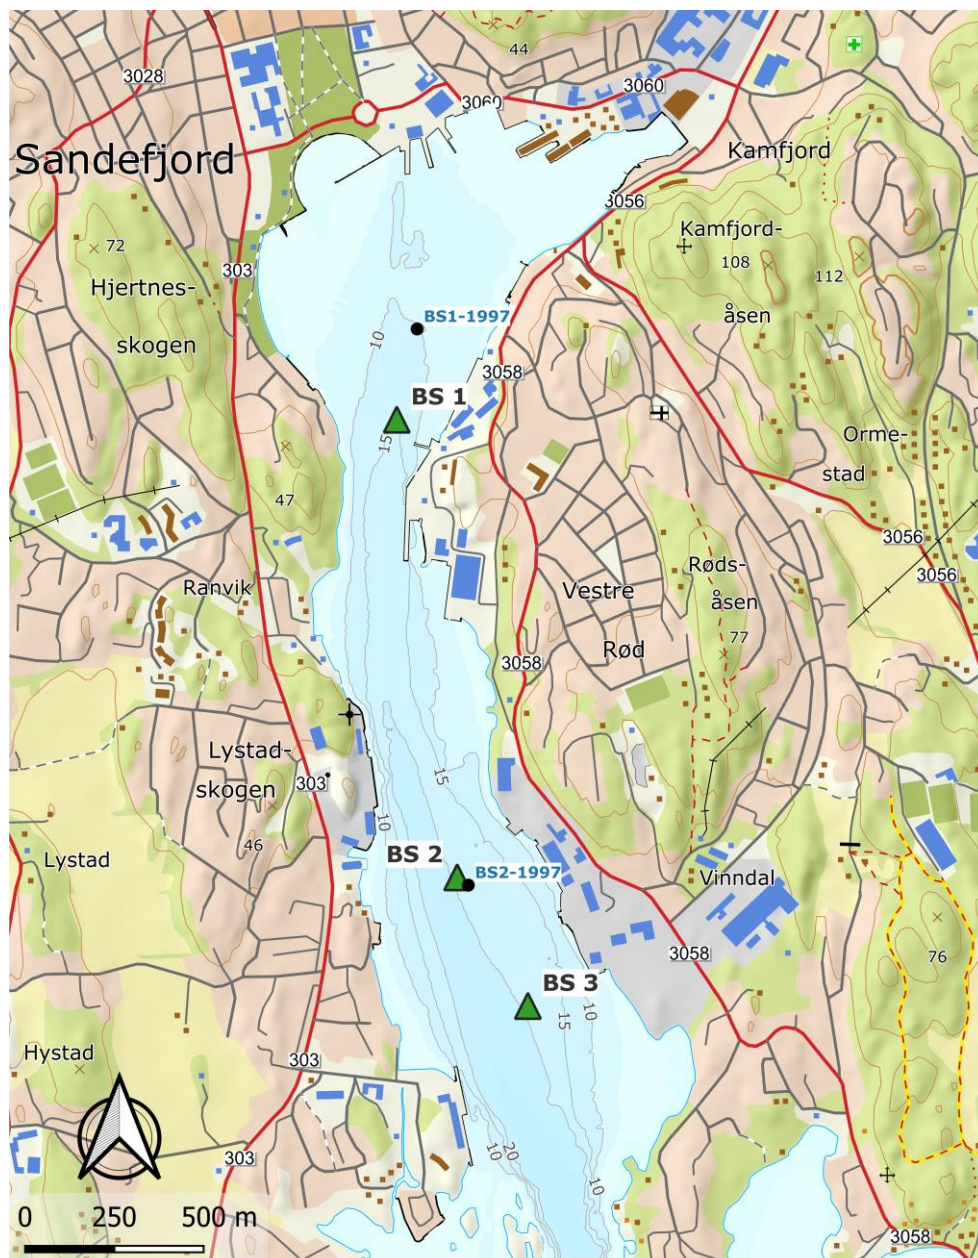 44
3028
3060
3060
Sandefjord
Kamfjord
3056
Kamfjord-
åsen
72
303
108
112
Hjertnes-
skogen
BS1-1997
10
3058
BS 1
15
Orme-
stad
47
3056
3056
Ranvik
Vestre
Rød
Røds-
åsen
77
3058
Lystad-
skogen
303
15
10
46
Lystad
BS 2
BS2-1997
Vinndal
3058
76
BS 3
10
15
Hystad
303
303
20
10
10
3058
0 250 500 m